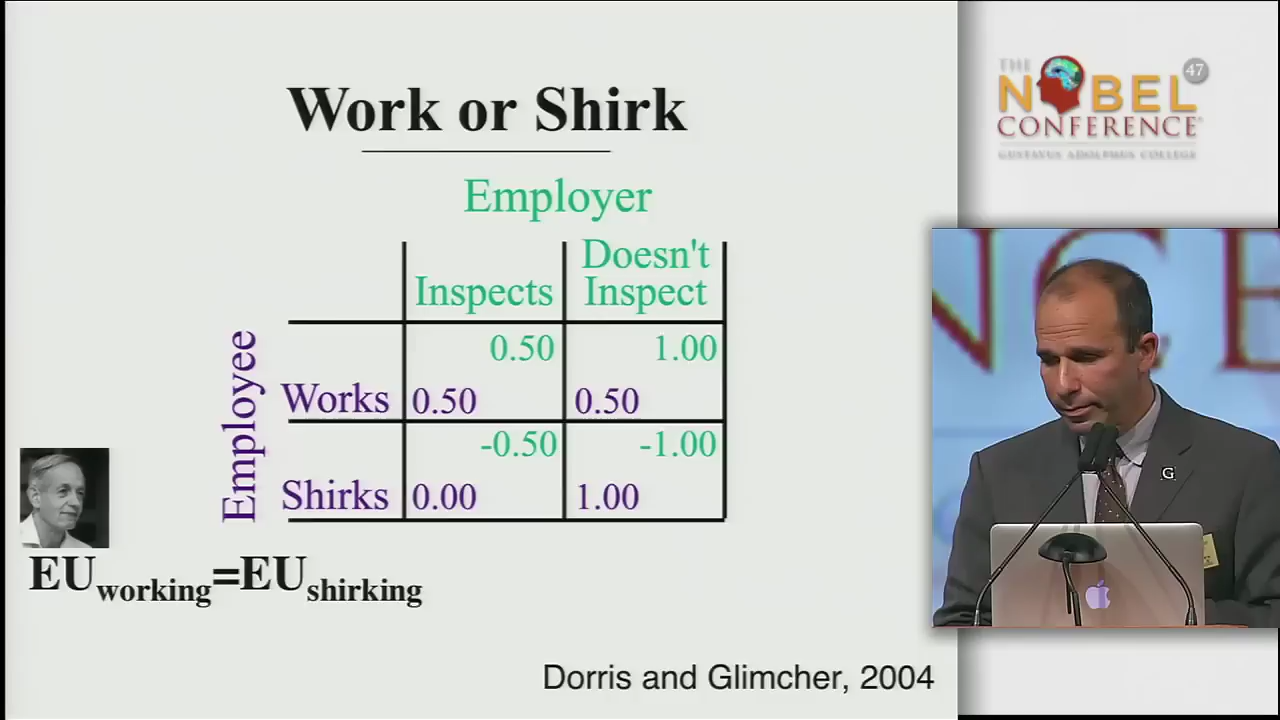 Work or Shirk
Employer
Inspects
Doesn't
Inspect
Employee
Works
0.50
0.50
1.00
0.50
Shirks
-0.50
0.00
-1.00
1.00
EUworking=EUshirking
Dorris and Glimcher, 2004
THE
NOBEL
47
CONFERENCE
GUSTAVUS ADOLPHUS COLLEGE
NCE
G